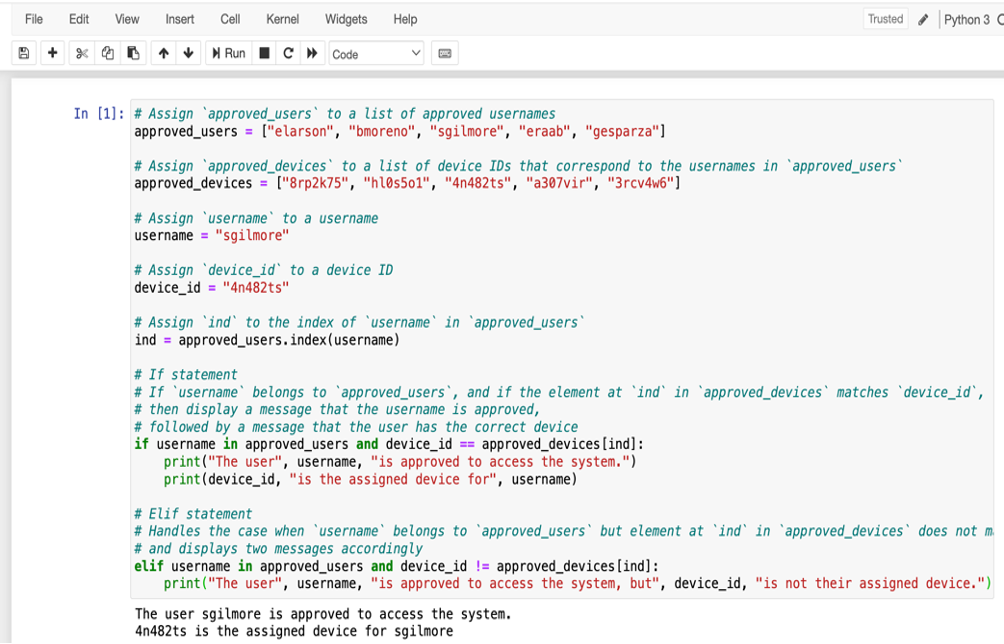 File Edit View Insert Cell Kernel Widgets Help Trusted Python 3
Run Code
In [1]: # Assign `approved_users` to a list of approved usernames
approved_users = ["elarson", "bmoreno", "sgilmore", "eraab", "gesparza"]
# Assign `approved_devices` to a list of device IDs that correspond to the usernames in `approved_users`
approved_devices = ["8rp2k75", "hl0s5o1", "4n482ts", "a307vir", "3rcv4w6"]
# Assign `username` to a username
username = "sgilmore"
# Assign `device_id` to a device ID
device_id = "4n482ts"
# Assign `ind` to the index of `username` in `approved_users`
ind = approved_users.index(username)
# If statement
# If `username` belongs to `approved_users`, and if the element at `ind` in `approved_devices` matches `device_id`,
# then display a message that the username is approved,
# followed by a message that the user has the correct device
if username in approved_users and device_id == approved_devices[ind]:
    print("The user", username, "is approved to access the system.")
    print(device_id, "is the assigned device for", username)
# Elif statement
# Handles the case when `username` belongs to `approved_users` but element at `ind` in `approved_devices` does not
# and displays two messages accordingly
elif username in approved_users and device_id != approved_devices[ind]:
    print("The user", username, "is approved to access the system, but", device_id, "is not their assigned device.")
The user sgilmore is approved to access the system.
4n482ts is the assigned device for sgilmore